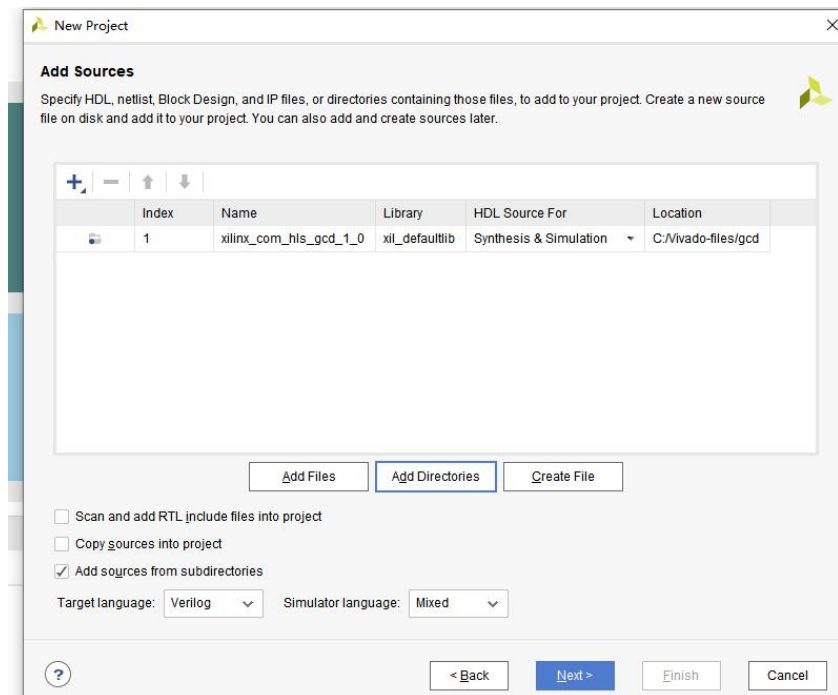 New Project
Add Sources
Specify HDL, netlist, Block Design, and IP files, or directories containing those files, to add to your project. Create a new source
file on disk and add it to your project. You can also add and create sources later.
Index Name Library HDL Source For Location
1 xilinx_com_hls_gcd_1_0 xil_defaultlib Synthesis & Simulation C:/Vivado-files/gcd
Add Files Add Directories Create File
Scan and add RTL include files into project
Copy sources into project
Add sources from subdirectories
Target language: Verilog Simulator language: Mixed
? < Back Next > Finish Cancel